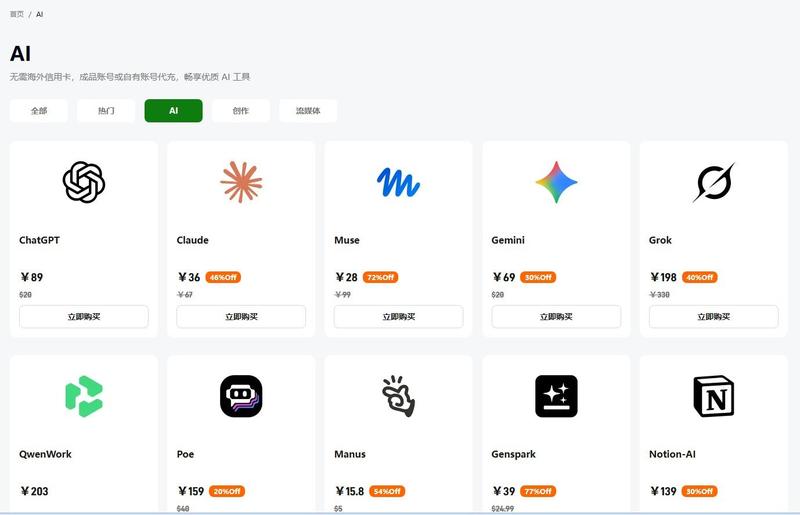 首页 / AI
AI
无需海外信用卡，成品账号或自有账号代充，畅享优质 AI 工具
全部 热门 AI 创作 流媒体
ChatGPT Claude Muse Gemini Grok
￥89 ￥36 46%Off ￥28 72%Off ￥69 30%Off ￥198 40%Off
$20 ￥67 ￥99 $20 ￥330
立即购买 立即购买 立即购买 立即购买 立即购买
QwenWork Poe Manus Genspark Notion-AI
￥203 ￥159 20%Off ￥15.8 54%Off ￥39 77%Off ￥139 30%Off
$40 $5 $24.99